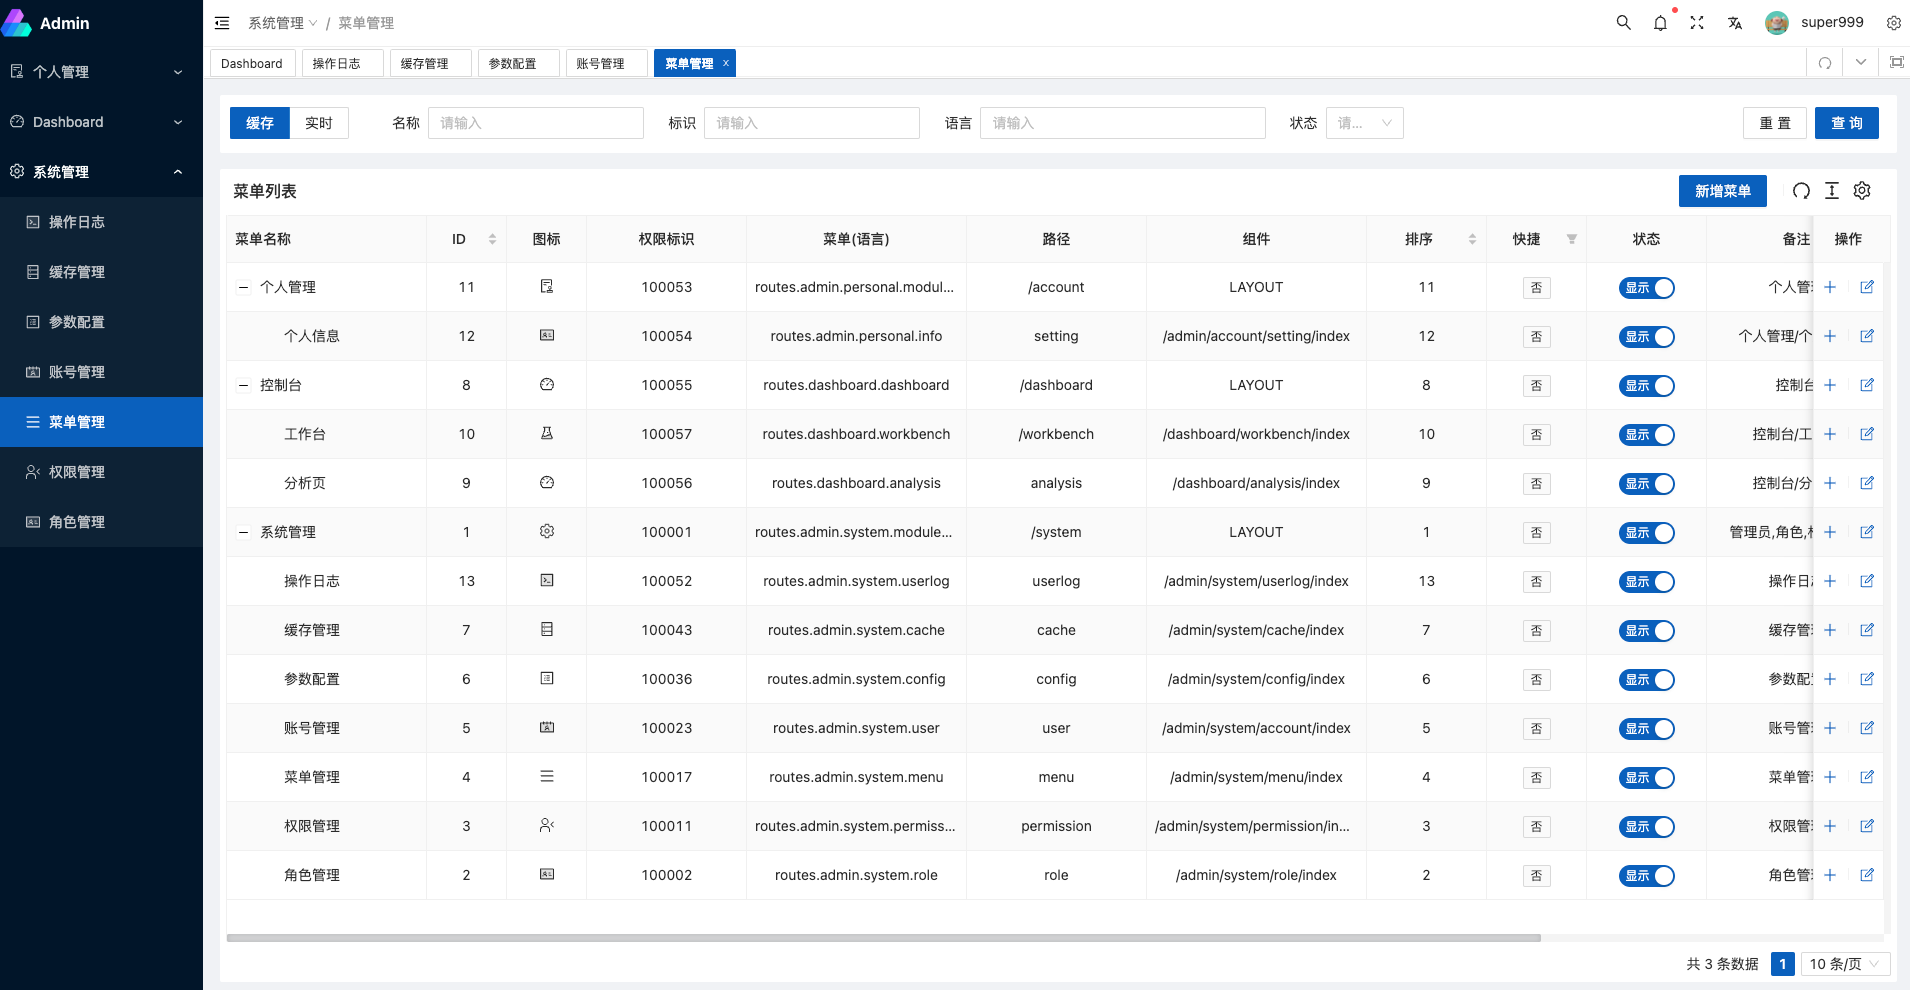 Admin
个人管理
Dashboard
系统管理
操作日志
缓存管理
参数配置
账号管理
菜单管理
权限管理
角色管理
系统管理 / 菜单管理
super999
Dashboard 操作日志 缓存管理 参数配置 账号管理 菜单管理 x
缓存 实时 名称 请输入 标识 请输入 语言 请输入 状态 请... 重 置 查 询
菜单列表 新增菜单
菜单名称 ID 图标 权限标识 菜单(语言) 路径 组件 排序 快捷 状态 备注 操作
个人管理 11 100053 routes.admin.personal.modul... /account LAYOUT 11 否 显示 个人管
个人信息 12 100054 routes.admin.personal.info setting /admin/account/setting/index 12 否 显示 个人管理/个
控制台 8 100055 routes.dashboard.dashboard /dashboard LAYOUT 8 否 显示 控制台
工作台 10 100057 routes.dashboard.workbench /workbench /dashboard/workbench/index 10 否 显示 控制台/工
分析页 9 100056 routes.dashboard.analysis analysis /dashboard/analysis/index 9 否 显示 控制台/分
系统管理 1 100001 routes.admin.system.module... /system LAYOUT 1 否 显示 管理员,角色,
操作日志 13 100052 routes.admin.system.userlog userlog /admin/system/userlog/index 13 否 显示 操作日
缓存管理 7 100043 routes.admin.system.cache cache /admin/system/cache/index 7 否 显示 缓存管
参数配置 6 100036 routes.admin.system.config config /admin/system/config/index 6 否 显示 参数配
账号管理 5 100023 routes.admin.system.user user /admin/system/account/index 5 否 显示 账号管
菜单管理 4 100017 routes.admin.system.menu menu /admin/system/menu/index 4 否 显示 菜单管
权限管理 3 100011 routes.admin.system.permiss... permission /admin/system/permission/in... 3 否 显示 权限管
角色管理 2 100002 routes.admin.system.role role /admin/system/role/index 2 否 显示 角色管
共 3 条数据 1 10 条/页